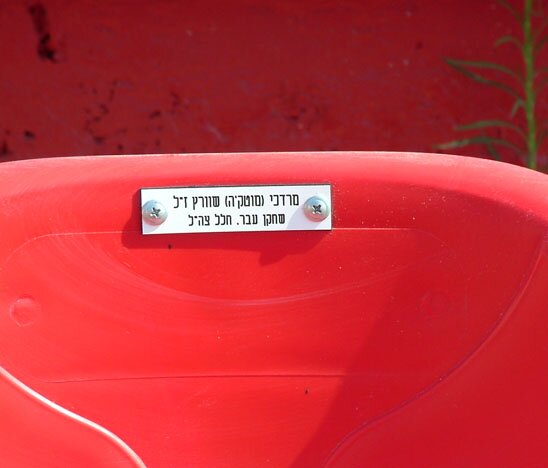 מרדכי (מוטק'ה) שוורץ ז"ל
שחקן עבר. חלל צה"ל